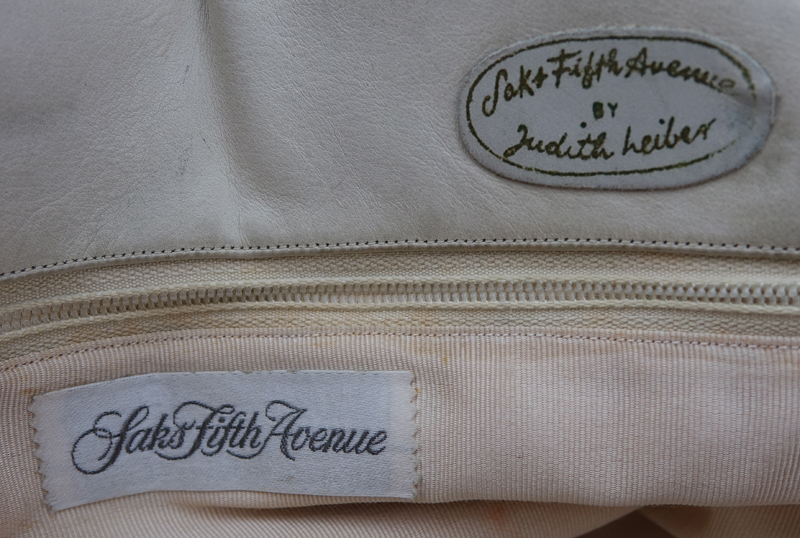 Saks Fifth Avenue
BY
Judith Leiber
Saks Fifth Avenue